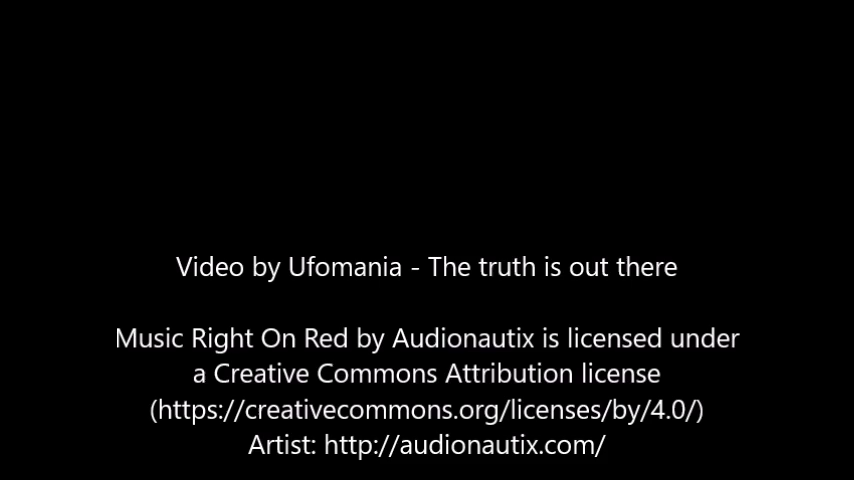 Video by Ufomania - The truth is out there
Music Right On Red by Audionautix is licensed under
a Creative Commons Attribution license
(https://creativecommons.org/licenses/by/4.0/)
Artist: http://audionautix.com/